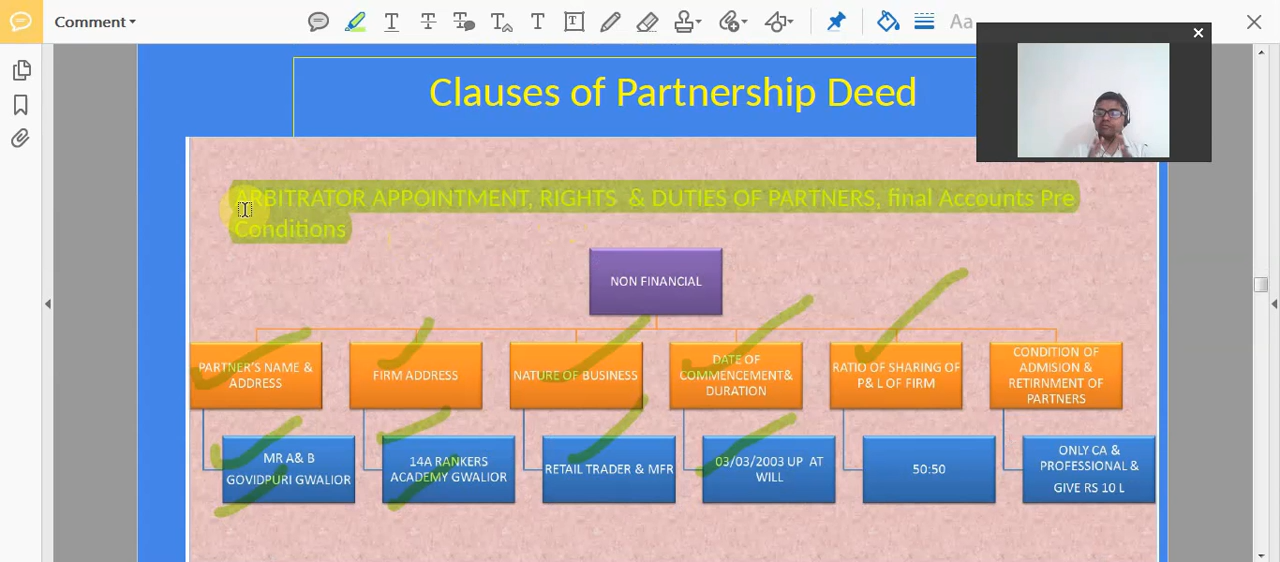 Comment
Aa
Clauses of Partnership Deed
ARBITRATOR APPOINTMENT, RIGHTS & DUTIES OF PARTNERS, final Accounts Pre
Conditions
NON FINANCIAL
PARTNER'S NAME &
ADDRESS
FIRM ADDRESS
NATURE OF BUSINESS
DATE OF
COMMENCEMENT&
DURATION
RATIO OF SHARING OF
P& L OF FIRM
CONDITION OF
ADMISION &
RETIRNMENT OF
PARTNERS
MR A& B
GOVIDPURI GWALIOR
14A RANKERS
ACADEMY GWALIOR
RETAIL TRADER & MFR
03/03/2003 UP AT
WILL
50:50
ONLY CA &
PROFESSIONAL &
GIVE RS 10 L